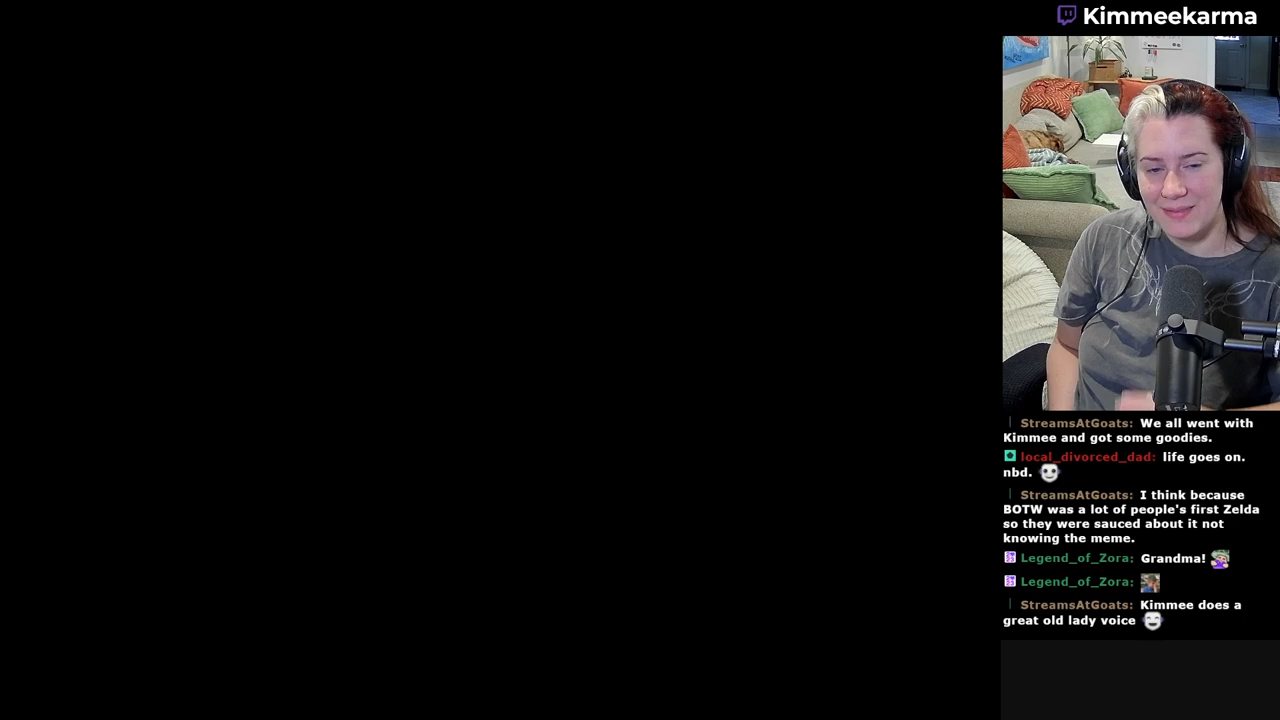 Kimmeekarma
StreamsAtGoats: We all went with
Kimmee and got some goodies.
local_divorced_dad: life goes on.
nbd.
StreamsAtGoats: I think because
BOTW was a lot of people's first Zelda
so they were sauced about it not
knowing the meme.
Legend_of_Zora: Grandma!
Legend_of_Zora:
StreamsAtGoats: Kimmee does a
great old lady voice